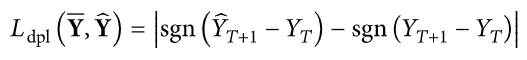 L_dpl (Y̅, Ŷ) = |sgn (Ŷ_{T+1} − Y_T) − sgn (Y_{T+1} − Y_T)|